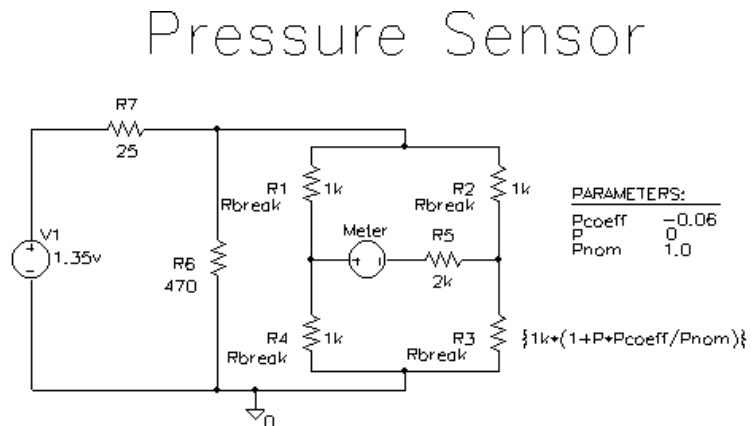 Pressure Sensor
R7
25
R1
1k
Rbreak
R2
1k
Rbreak
PARAMETERS:
Pcoeff -0.06
P 0
Pnom 1.0
V1
+
-
1.35v
R6
470
Meter
+
R5
2k
R4
1k
Rbreak
R3
Rbreak
{1k*(1+P*Pcoeff/Pnom)}
0